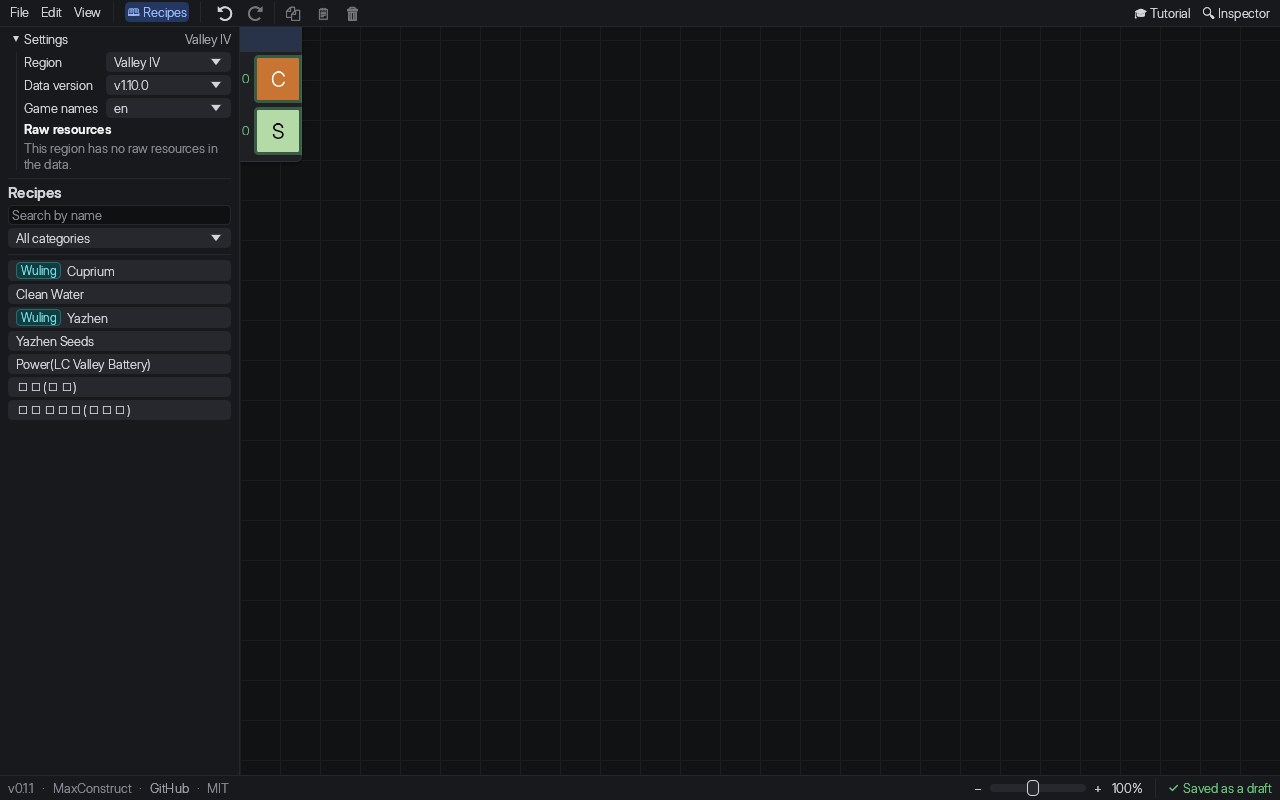 File Edit View Recipes Tutorial Inspector
Settings Valley IV
Region Valley IV
Data version v1.10.0
Game names en
Raw resources
This region has no raw resources in
the data.
Recipes
Search by name
All categories
Wuling Cuprium
Clean Water
Wuling Yazhen
Yazhen Seeds
Power(LC Valley Battery)
0 C
0 S
v0.1.1 · MaxConstruct · GitHub · MIT
− + 100% Saved as a draft